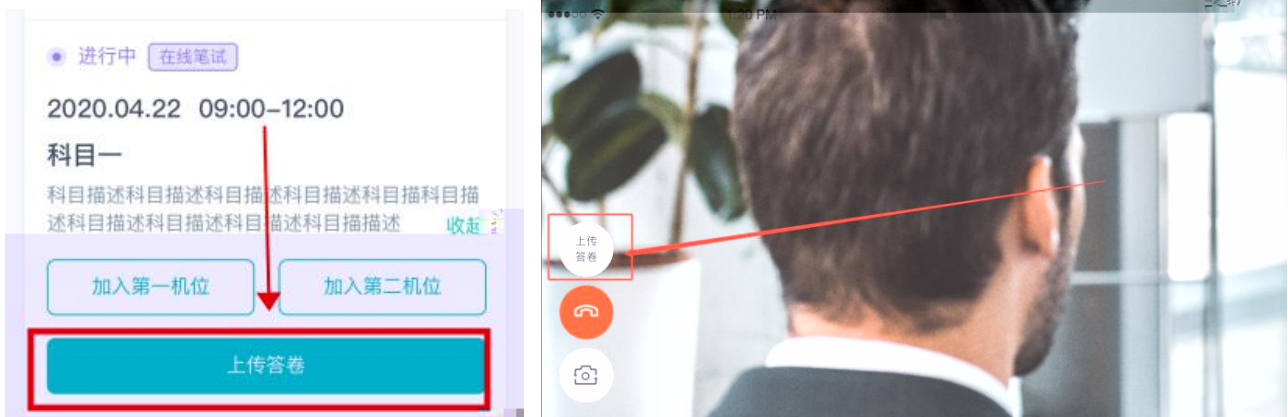 进行中 在线笔试
2020.04.22 09:00-12:00
科目一
科目描述科目描述科目描述科目描述科目描科目描
述科目描述科目描述科目描述科目描描述 收起
加入第一机位 加入第二机位
上传答卷
1:20 PM
上传
答卷